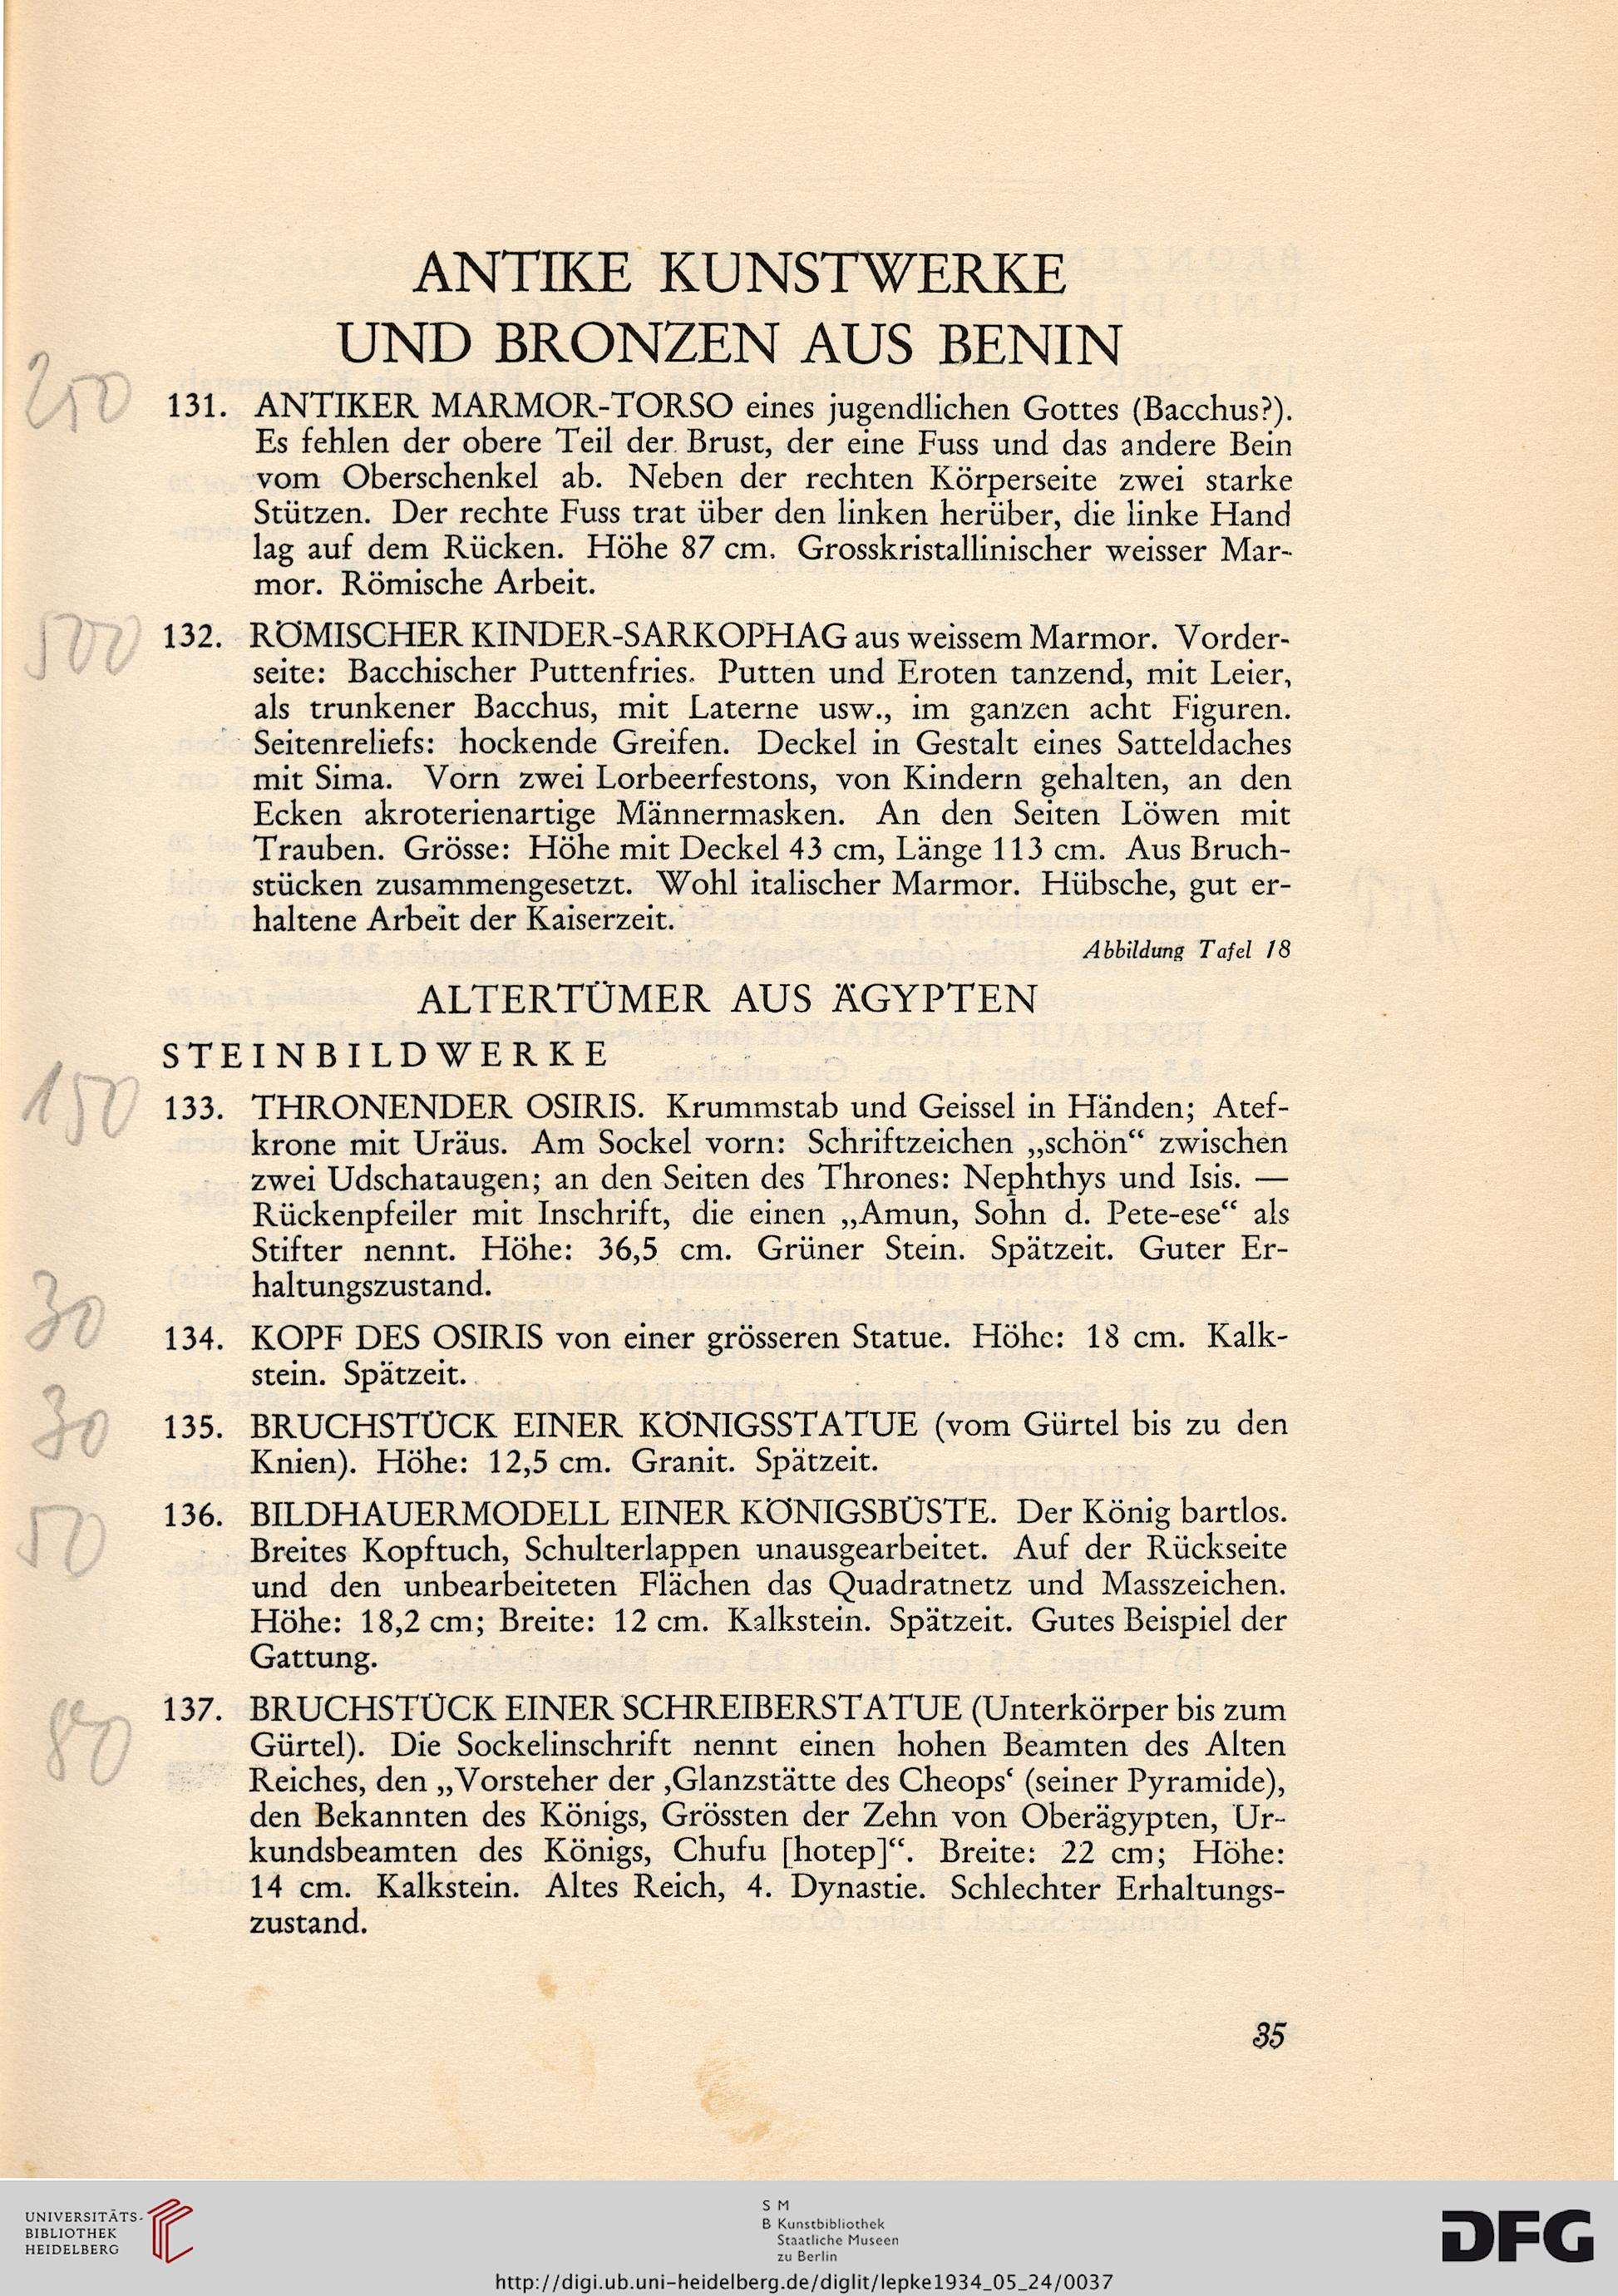 ANTIKE KUNSTWERKE
UND BRONZEN AUS BENIN
250
131. ANTIKER MARMOR-TORSO eines jugendlichen Gottes (Bacchus?).
Es fehlen der obere Teil der Brust, der eine Fuss und das andere Bein
vom Oberschenkel ab. Neben der rechten Körperseite zwei starke
Stützen. Der rechte Fuss trat über den linken herüber, die linke Hand
lag auf dem Rücken. Höhe 87 cm. Grosskristallinischer weisser Mar-
mor. Römische Arbeit.
500
132. RÖMISCHER KINDER-SARKOPHAG aus weissem Marmor. Vorder-
seite: Bacchischer Puttenfries. Putten und Eroten tanzend, mit Leier,
als trunkener Bacchus, mit Laterne usw., im ganzen acht Figuren.
Seitenreliefs: hockende Greifen. Deckel in Gestalt eines Satteldaches
mit Sima. Vorn zwei Lorbeerfestons, von Kindern gehalten, an den
Ecken akroterienartige Männermasken. An den Seiten Löwen mit
Trauben. Grösse: Höhe mit Deckel 43 cm, Länge 113 cm. Aus Bruch-
stücken zusammengesetzt. Wohl italischer Marmor. Hübsche, gut er-
haltene Arbeit der Kaiserzeit.
Abbildung Tafel 18
ALTERTÜMER AUS ÄGYPTEN
STEINBILDWERKE
150
133. THRONENDER OSIRIS. Krummstab und Geissel in Händen; Atef-
krone mit Uräus. Am Sockel vorn: Schriftzeichen „schön“ zwischen
zwei Udschataugen; an den Seiten des Thrones: Nephthys und Isis. —
Rückenpfeiler mit Inschrift, die einen „Amun, Sohn d. Pete-ese“ als
Stifter nennt. Höhe: 36,5 cm. Grüner Stein. Spätzeit. Guter Er-
haltungszustand.
30
134. KOPF DES OSIRIS von einer grösseren Statue. Höhe: 18 cm. Kalk-
stein. Spätzeit.
30
135. BRUCHSTÜCK EINER KÖNIGSSTATUE (vom Gürtel bis zu den
Knien). Höhe: 12,5 cm. Granit. Spätzeit.
50
136. BILDHAUERMODELL EINER KÖNIGSBÜSTE. Der König bartlos.
Breites Kopftuch, Schulterlappen unausgearbeitet. Auf der Rückseite
und den unbearbeiteten Flächen das Quadratnetz und Masszeichen.
Höhe: 18,2 cm; Breite: 12 cm. Kalkstein. Spätzeit. Gutes Beispiel der
Gattung.
80
137. BRUCHSTÜCK EINER SCHREIBERSTATUE (Unterkörper bis zum
Gürtel). Die Sockelinschrift nennt einen hohen Beamten des Alten
Reiches, den „Vorsteher der ‚Glanzstätte des Cheops‘ (seiner Pyramide),
den Bekannten des Königs, Grössten der Zehn von Oberägypten, Ur-
kundsbeamten des Königs, Chufu [hotep]“. Breite: 22 cm; Höhe:
14 cm. Kalkstein. Altes Reich, 4. Dynastie. Schlechter Erhaltungs-
zustand.
35
UNIVERSITÄTS-
BIBLIOTHEK
HEIDELBERG
S M
B Kunstbibliothek
Staatliche Museen
zu Berlin
DFG
http://digi.ub.uni-heidelberg.de/diglit/lepke1934_05_24/0037